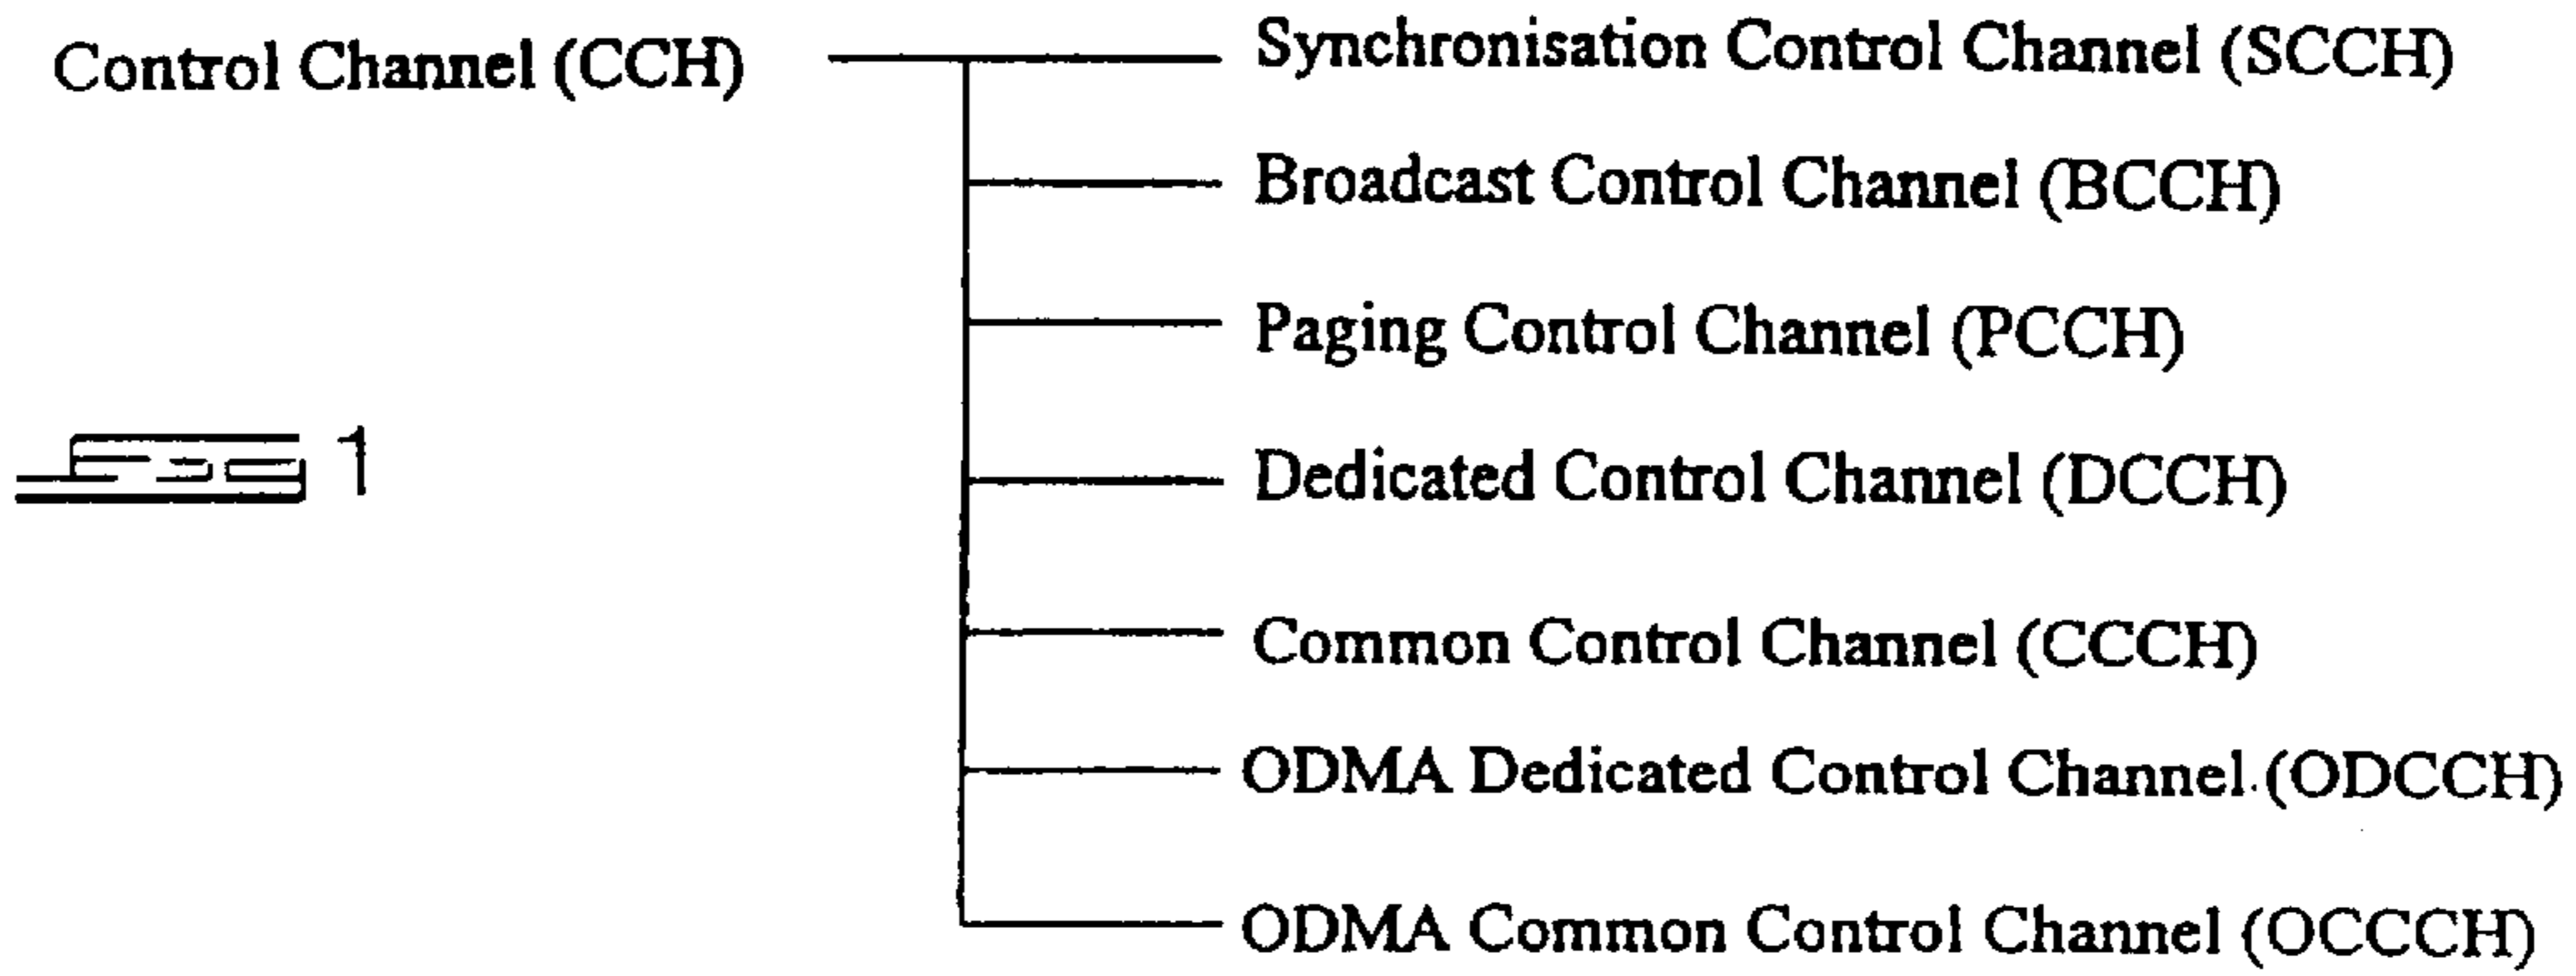 Control Channel (CCH)
Synchronisation Control Channel (SCCH)
Broadcast Control Channel (BCCH)
Paging Control Channel (PCCH)
Dedicated Control Channel (DCCH)
Common Control Channel (CCCH)
ODMA Dedicated Control Channel (ODCCH)
ODMA Common Control Channel (OCCCH)
1